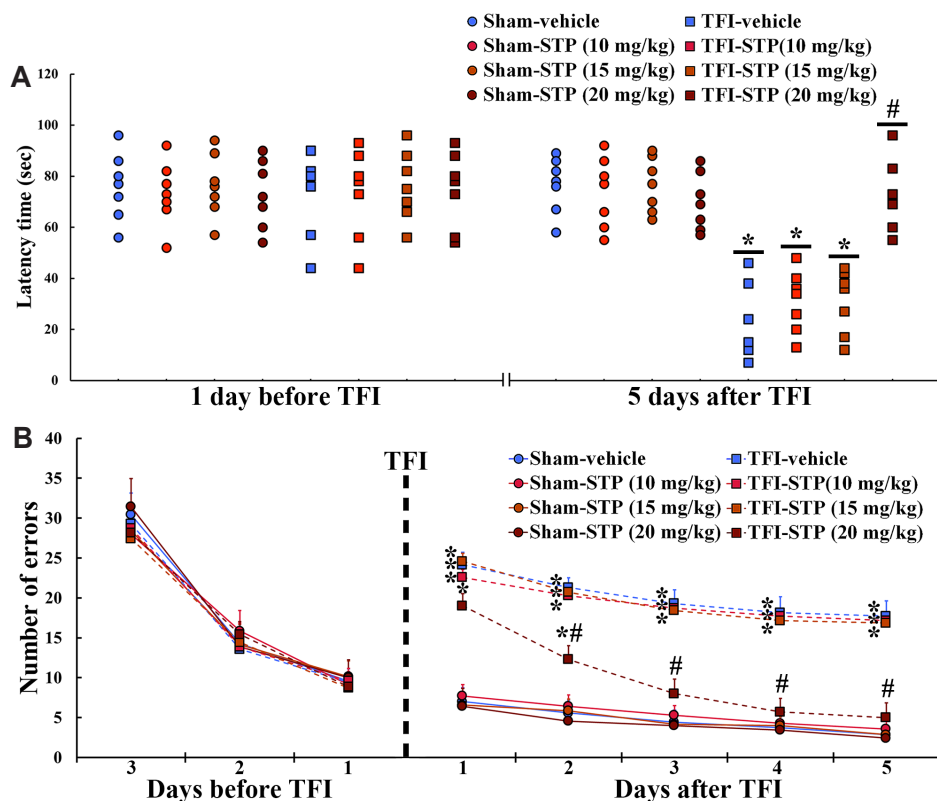 Sham-vehicle TFI-vehicle
Sham-STP (10 mg/kg) TFI-STP(10 mg/kg)
Sham-STP (15 mg/kg) TFI-STP (15 mg/kg)
Sham-STP (20 mg/kg) TFI-STP (20 mg/kg)
A
Latency time (sec)
120
100
80
60
40
20
0
* * * #
1 day before TFI 5 days after TFI
B
Number of errors
40
35
30
25
20
15
10
5
0
TFI
Sham-vehicle TFI-vehicle
Sham-STP (10 mg/kg) TFI-STP(10 mg/kg)
Sham-STP (15 mg/kg) TFI-STP (15 mg/kg)
Sham-STP (20 mg/kg) TFI-STP (20 mg/kg)
* * * * *
* * * * *
* * * * *
*
*# # # #
3 2 1 1 2 3 4 5
Days before TFI Days after TFI